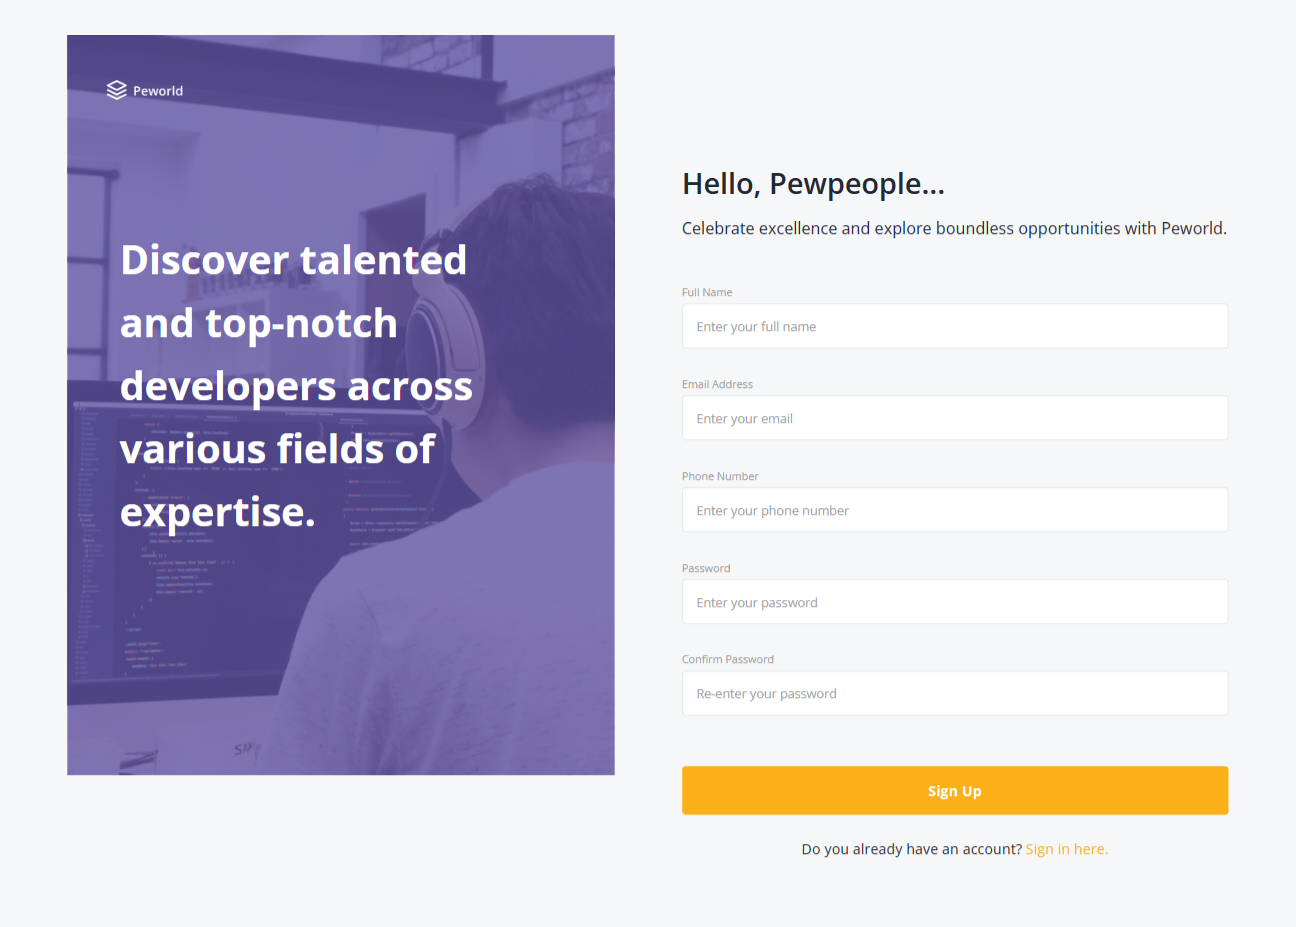 Peworld
Discover talented
and top-notch
developers across
various fields of
expertise.
Hello, Pewpeople...
Celebrate excellence and explore boundless opportunities with Peworld.
Full Name
Enter your full name
Email Address
Enter your email
Phone Number
Enter your phone number
Password
Enter your password
Confirm Password
Re-enter your password
Sign Up
Do you already have an account? Sign in here.